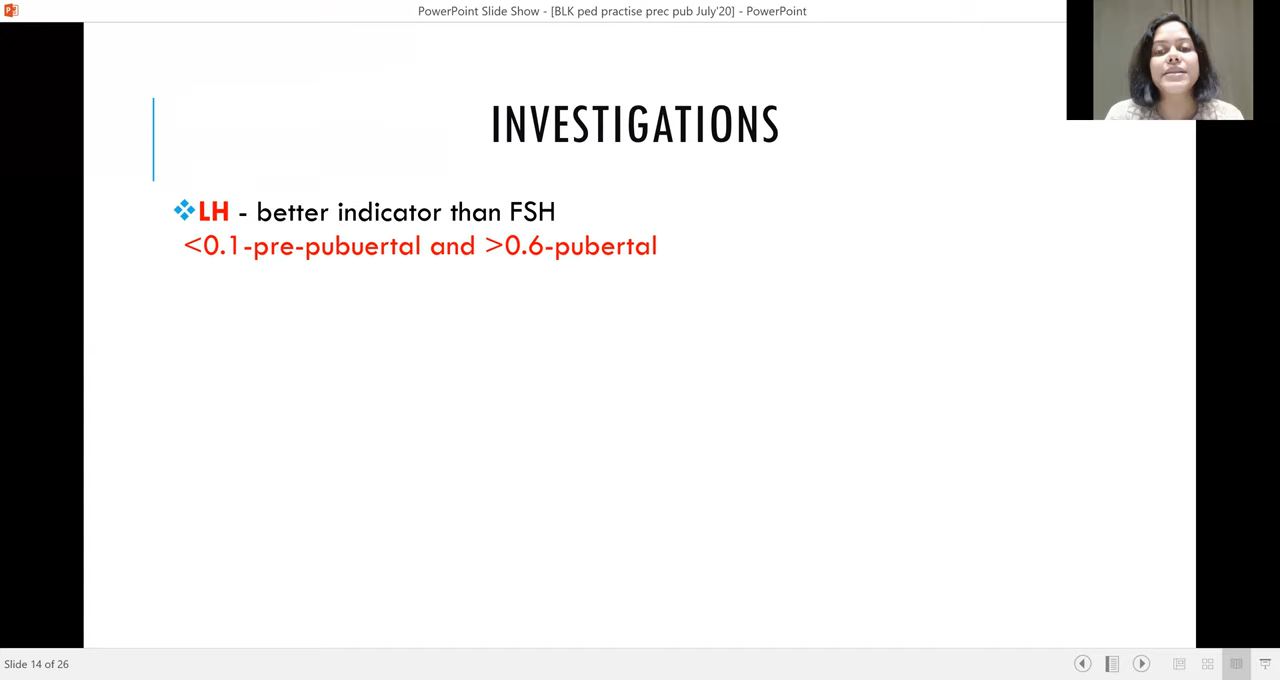 PowerPoint Slide Show - [BLK ped practise prec pub July'20] - PowerPoint
INVESTIGATIONS
LH - better indicator than FSH
<0.1-pre-pubuertal and >0.6-pubertal
Slide 14 of 26